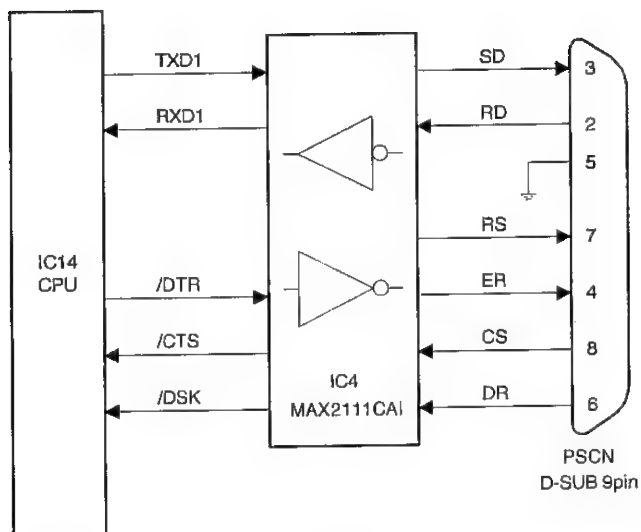 TXD1
SD
3
RXD1
RD
2
5
RS
7
IC14
CPU
/DTR
ER
4
/CTS
CS
8
IC4
MAX2111CAI
/DSK
DR
6
PSCN
D-SUB 9pin